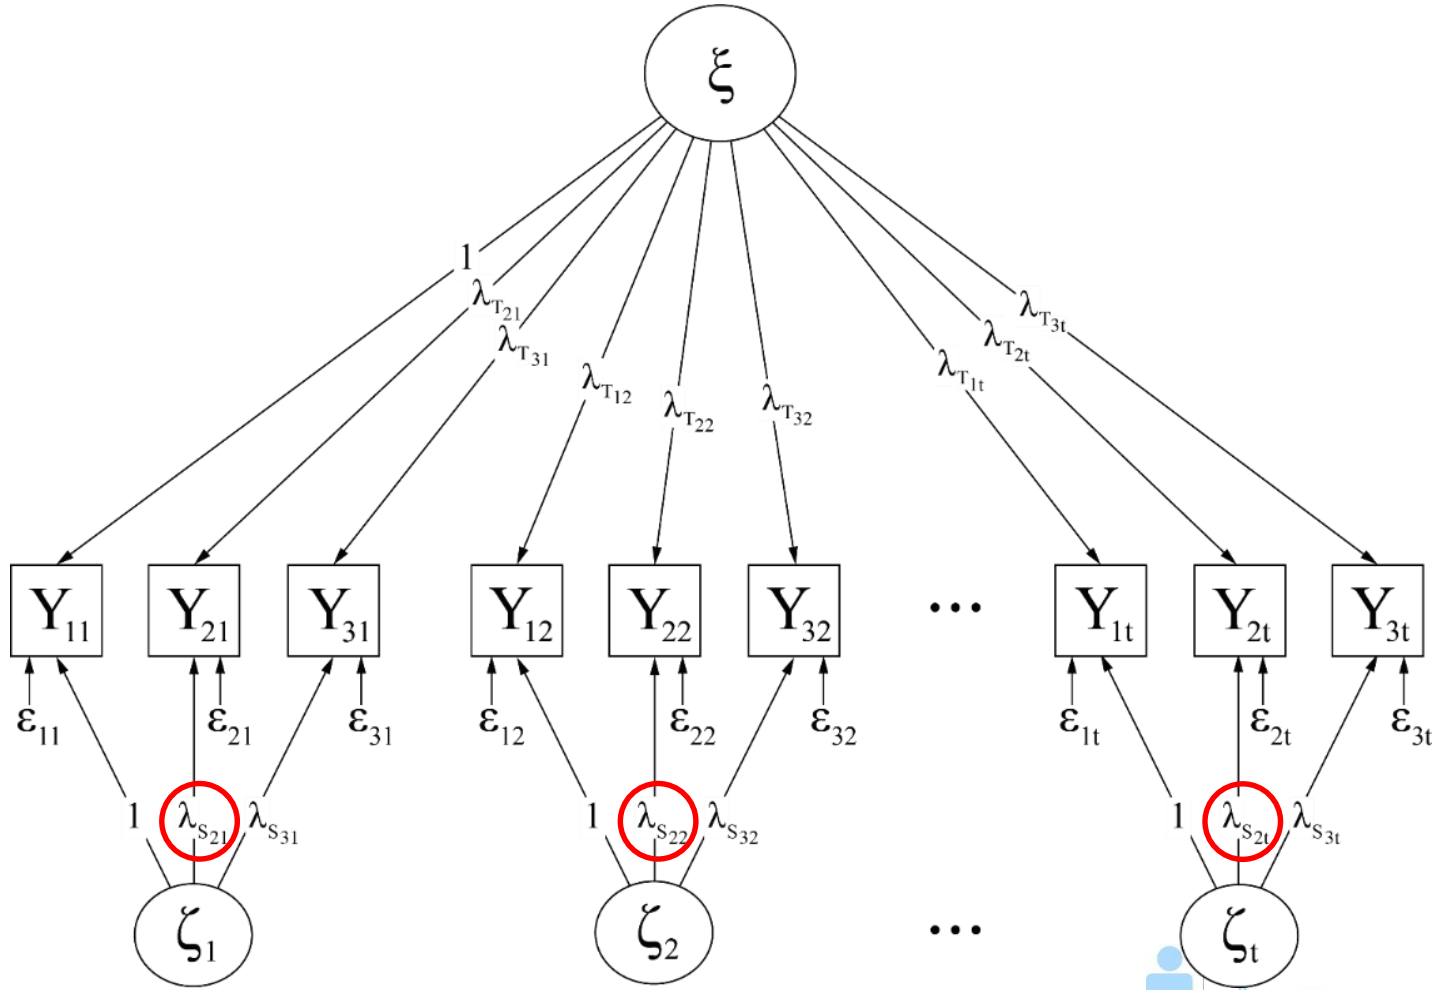 ξ
1
λT21
λT31
λT12
λT22
λT32
λT1t
λT2t
λT3t
Y11 Y21 Y31 Y12 Y22 Y32 ••• Y1t Y2t Y3t
ε11 ε21 ε31 ε12 ε22 ε32 ε1t ε2t ε3t
1 λS21 λS31 1 λS22 λS32 1 λS2t λS3t
ζ1 ζ2 ••• ζt